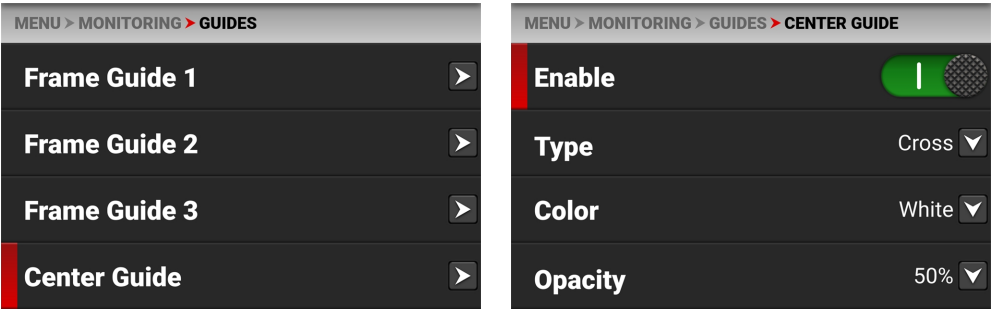 MENU > MONITORING > GUIDES
Frame Guide 1
Frame Guide 2
Frame Guide 3
Center Guide
MENU > MONITORING > GUIDES > CENTER GUIDE
Enable
Type Cross
Color White
Opacity 50%